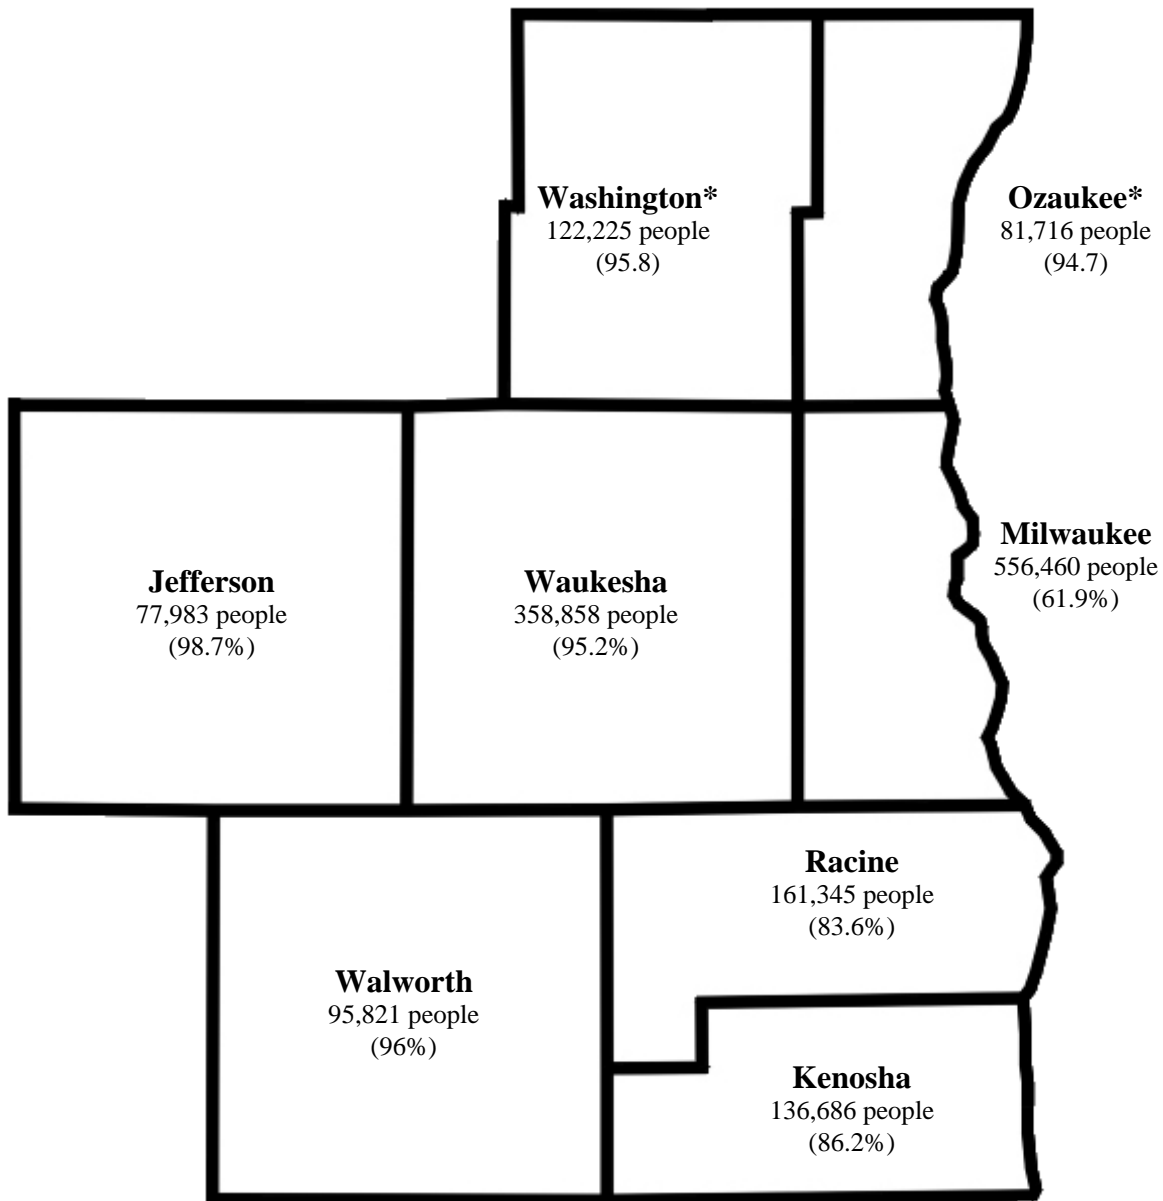 Washington*
122,225 people
(95.8)
Ozaukee*
81,716 people
(94.7)
Milwaukee
556,460 people
(61.9%)
Jefferson
77,983 people
(98.7%)
Waukesha
358,858 people
(95.2%)
Racine
161,345 people
(83.6%)
Walworth
95,821 people
(96%)
Kenosha
136,686 people
(86.2%)